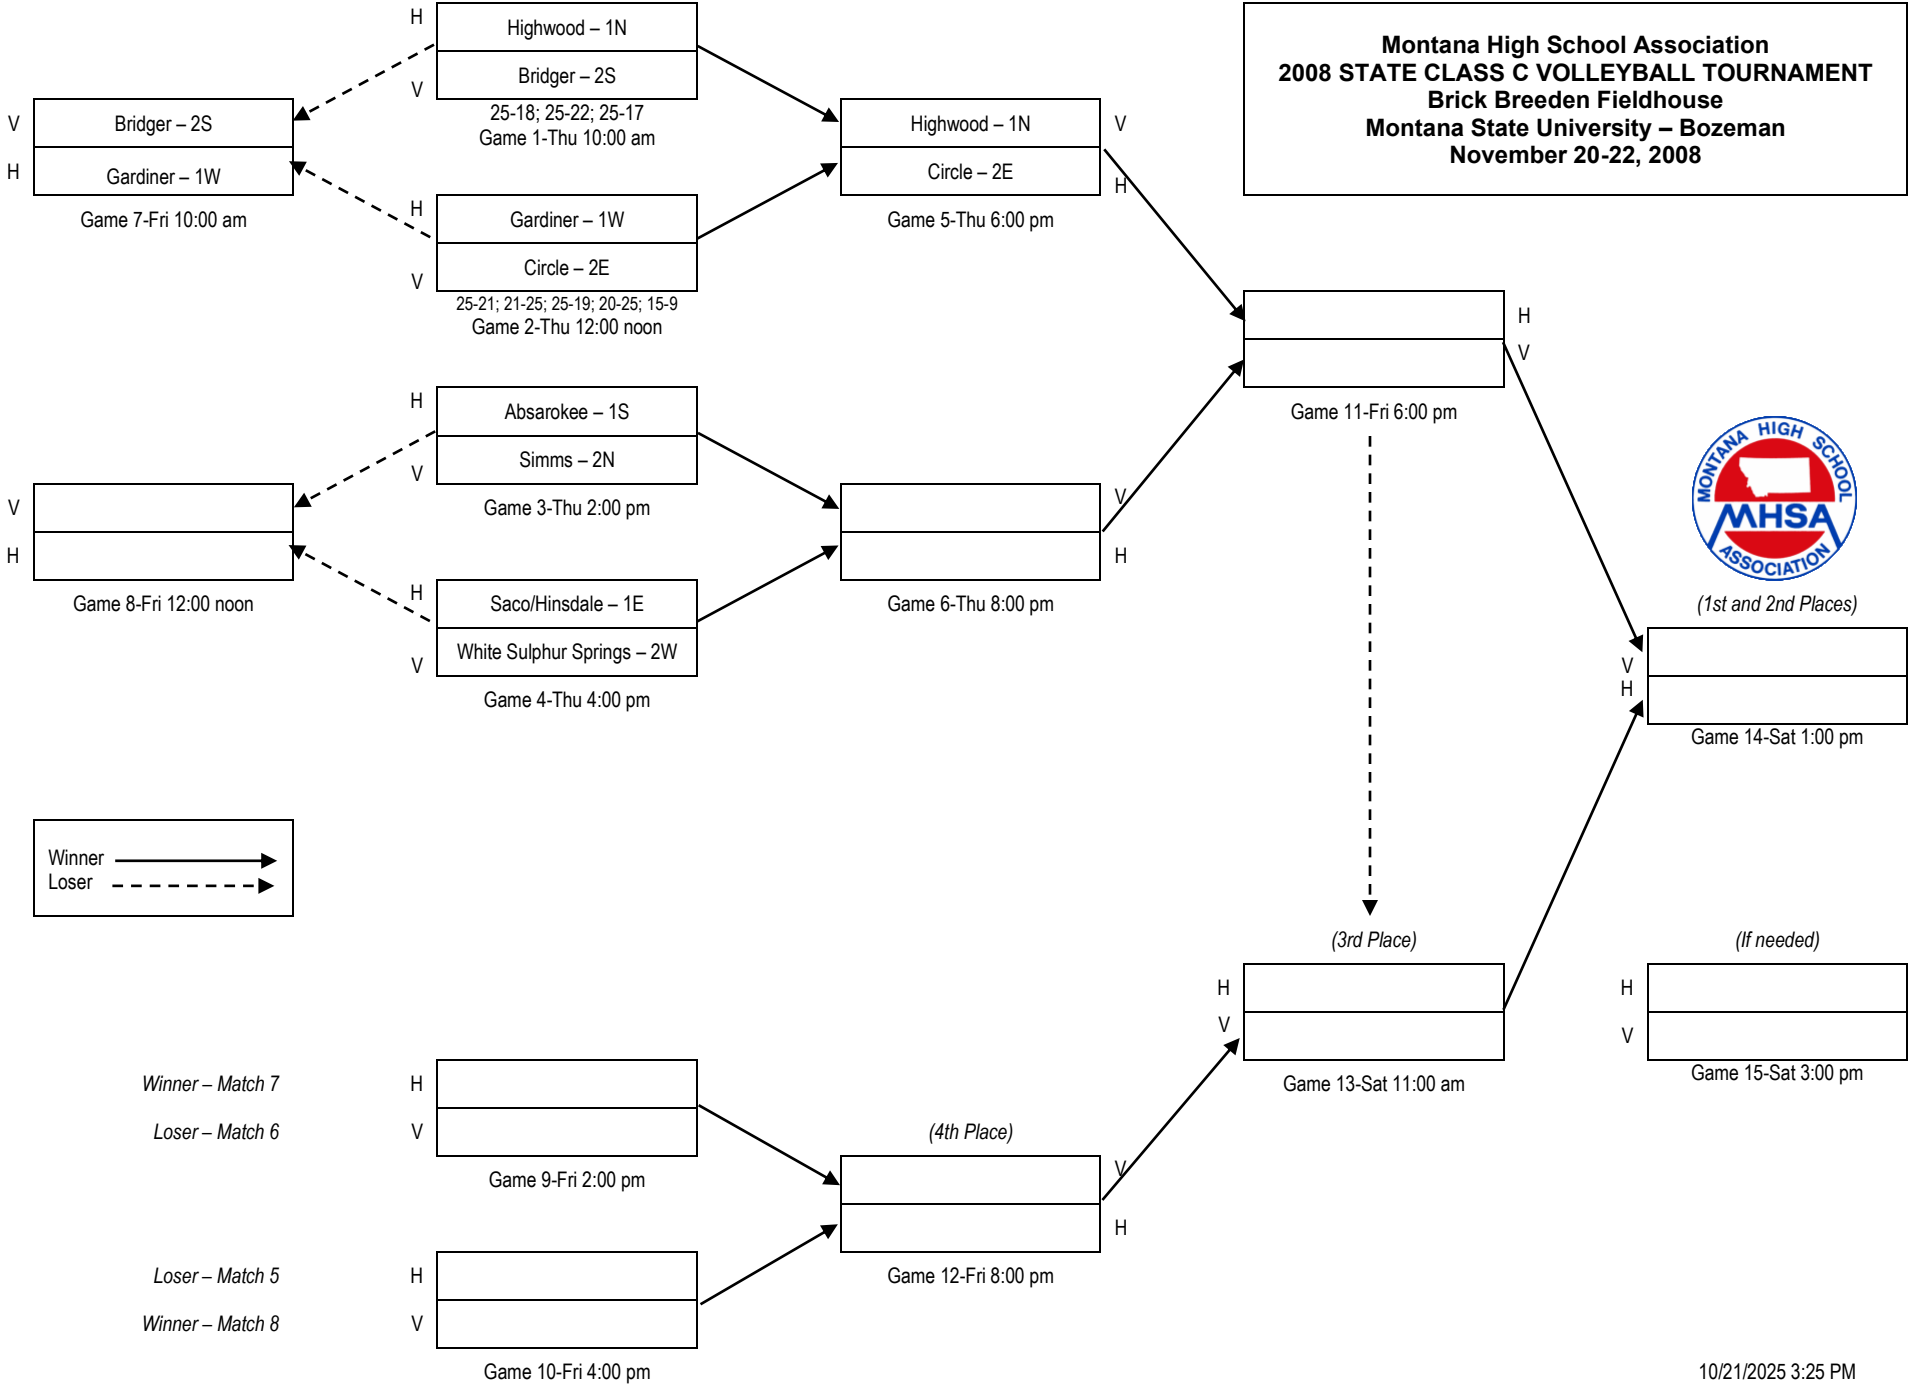 Montana High School Association
2008 STATE CLASS C VOLLEYBALL TOURNAMENT
Brick Breeden Fieldhouse
Montana State University – Bozeman
November 20-22, 2008
H
Highwood – 1N
V
Bridger – 2S
25-18; 25-22; 25-17
Game 1-Thu 10:00 am
V
Bridger – 2S
H
Gardiner – 1W
Game 7-Fri 10:00 am
H
Gardiner – 1W
V
Circle – 2E
25-21; 21-25; 25-19; 20-25; 15-9
Game 2-Thu 12:00 noon
Highwood – 1N
V
Circle – 2E
H
Game 5-Thu 6:00 pm
H
V
Game 11-Fri 6:00 pm
H
Absarokee – 1S
V
Simms – 2N
Game 3-Thu 2:00 pm
V
H
Game 8-Fri 12:00 noon
H
Saco/Hinsdale – 1E
V
White Sulphur Springs – 2W
Game 4-Thu 4:00 pm
V
H
Game 6-Thu 8:00 pm
MONTANA HIGH SCHOOL
MHSA
ASSOCIATION
(1st and 2nd Places)
V
H
Game 14-Sat 1:00 pm
Winner
Loser
(3rd Place)
H
V
Game 13-Sat 11:00 am
(If needed)
H
V
Game 15-Sat 3:00 pm
Winner – Match 7
H
Loser – Match 6
V
Game 9-Fri 2:00 pm
(4th Place)
V
H
Game 12-Fri 8:00 pm
Loser – Match 5
H
Winner – Match 8
V
Game 10-Fri 4:00 pm
10/21/2025 3:25 PM